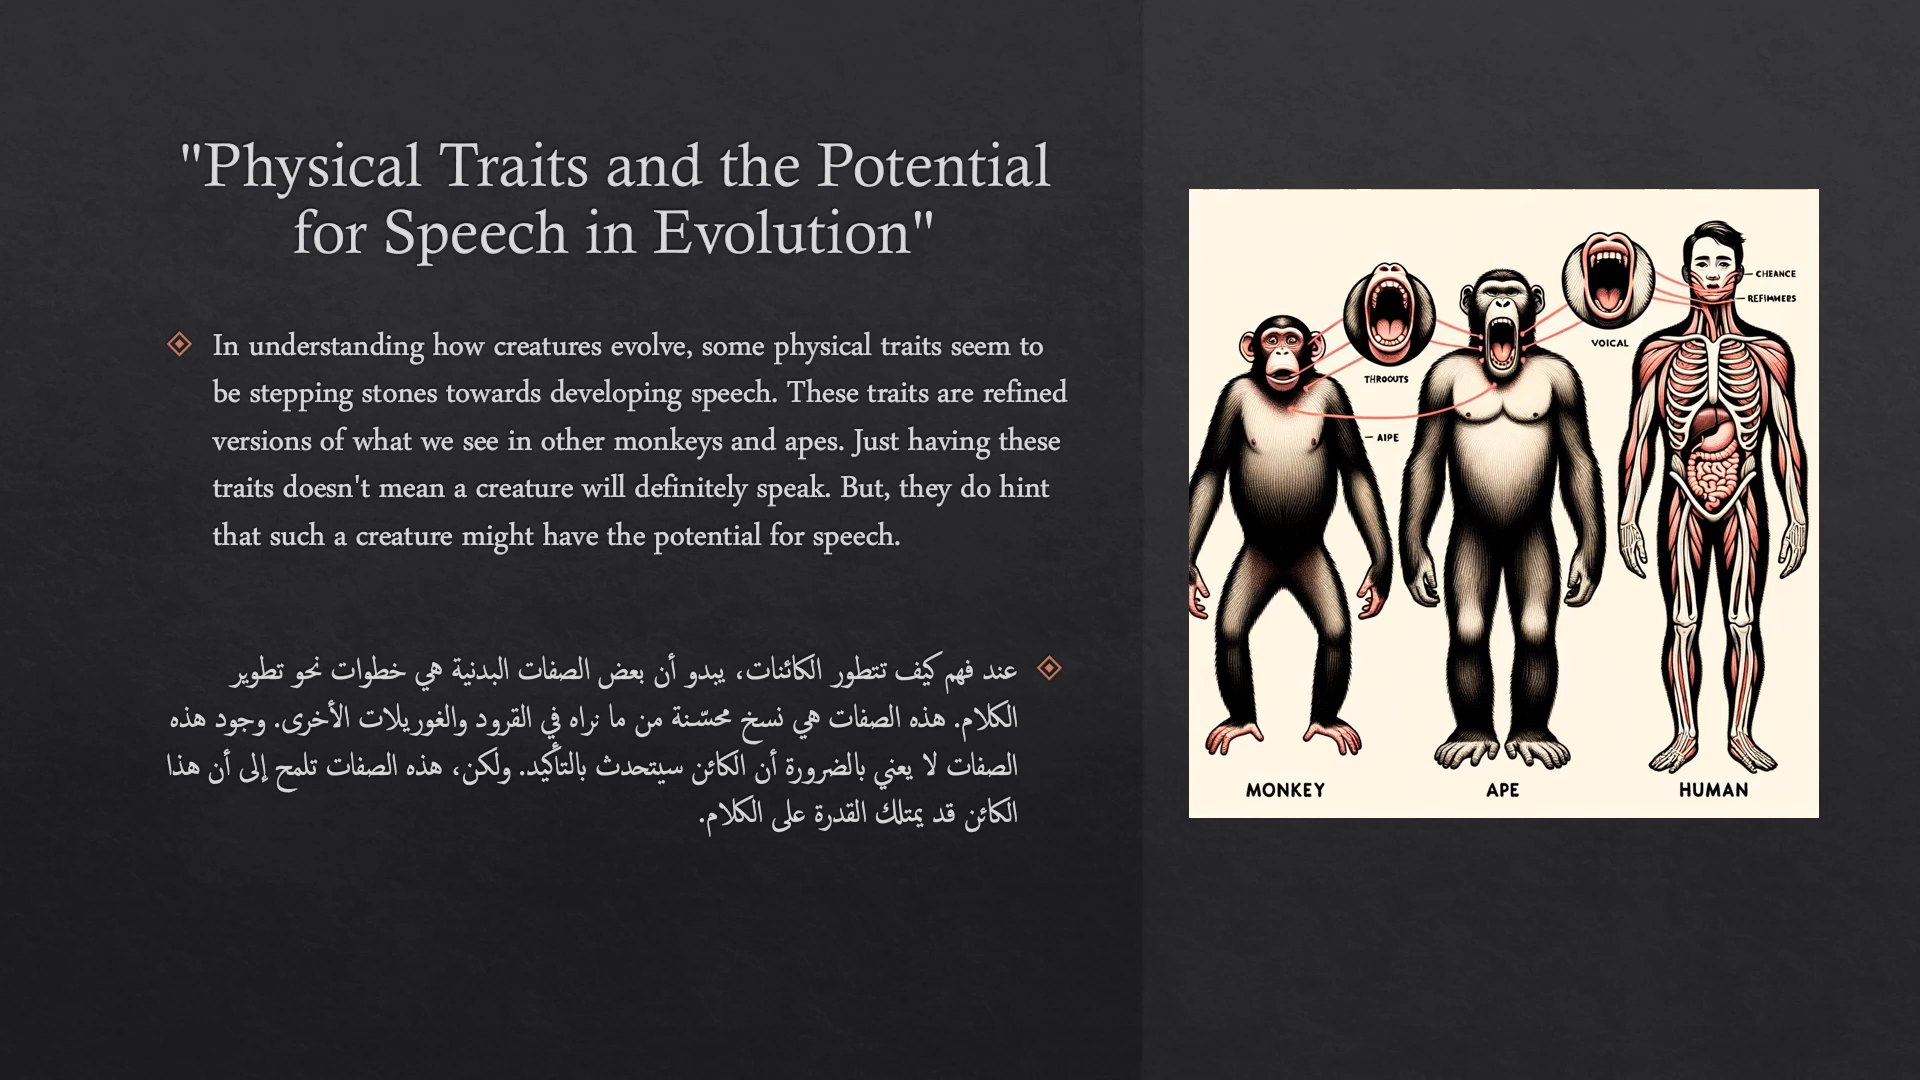 "Physical Traits and the Potential
for Speech in Evolution"
In understanding how creatures evolve, some physical traits seem to
be stepping stones towards developing speech. These traits are refined
versions of what we see in other monkeys and apes. Just having these
traits doesn't mean a creature will definitely speak. But, they do hint
that such a creature might have the potential for speech.
عند فهم كيف تتطور الكائنات، يبدو أن بعض الصفات البدنية هي خطوات نحو تطوير
الكلام. هذه الصفات هي نسخ محسّنة من ما نراه في القرود والغوريلات الأخرى. وجود هذه
الصفات لا يعني بالضرورة أن الكائن سيتحدث بالتأكيد. ولكن، هذه الصفات تلمح إلى أن هذا
الكائن قد يمتلك القدرة على الكلام.
CHEANCE
VOICAL
THROOUTS
AIPE
MONKEY
APE
HUMAN